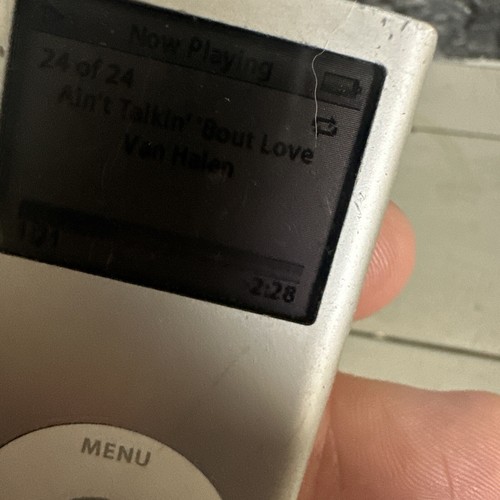 Now Playing
24 of 24
Ain't Talkin' 'Bout Love
Van Halen
1:21 -2:28
MENU